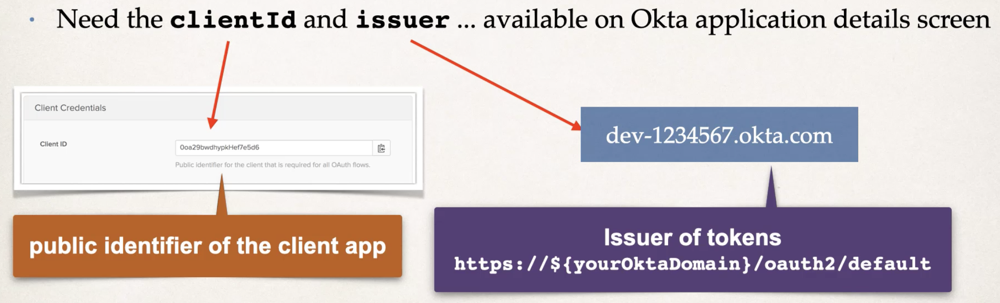 • Need the clientId and issuer ... available on Okta application details screen
Client Credentials
Client ID
0oa29bwdhypkHef7e5d6
Public identifier for the client that is required for all OAuth flows.
dev-1234567.okta.com
public identifier of the client app
Issuer of tokens
https://${yourOktaDomain}/oauth2/default